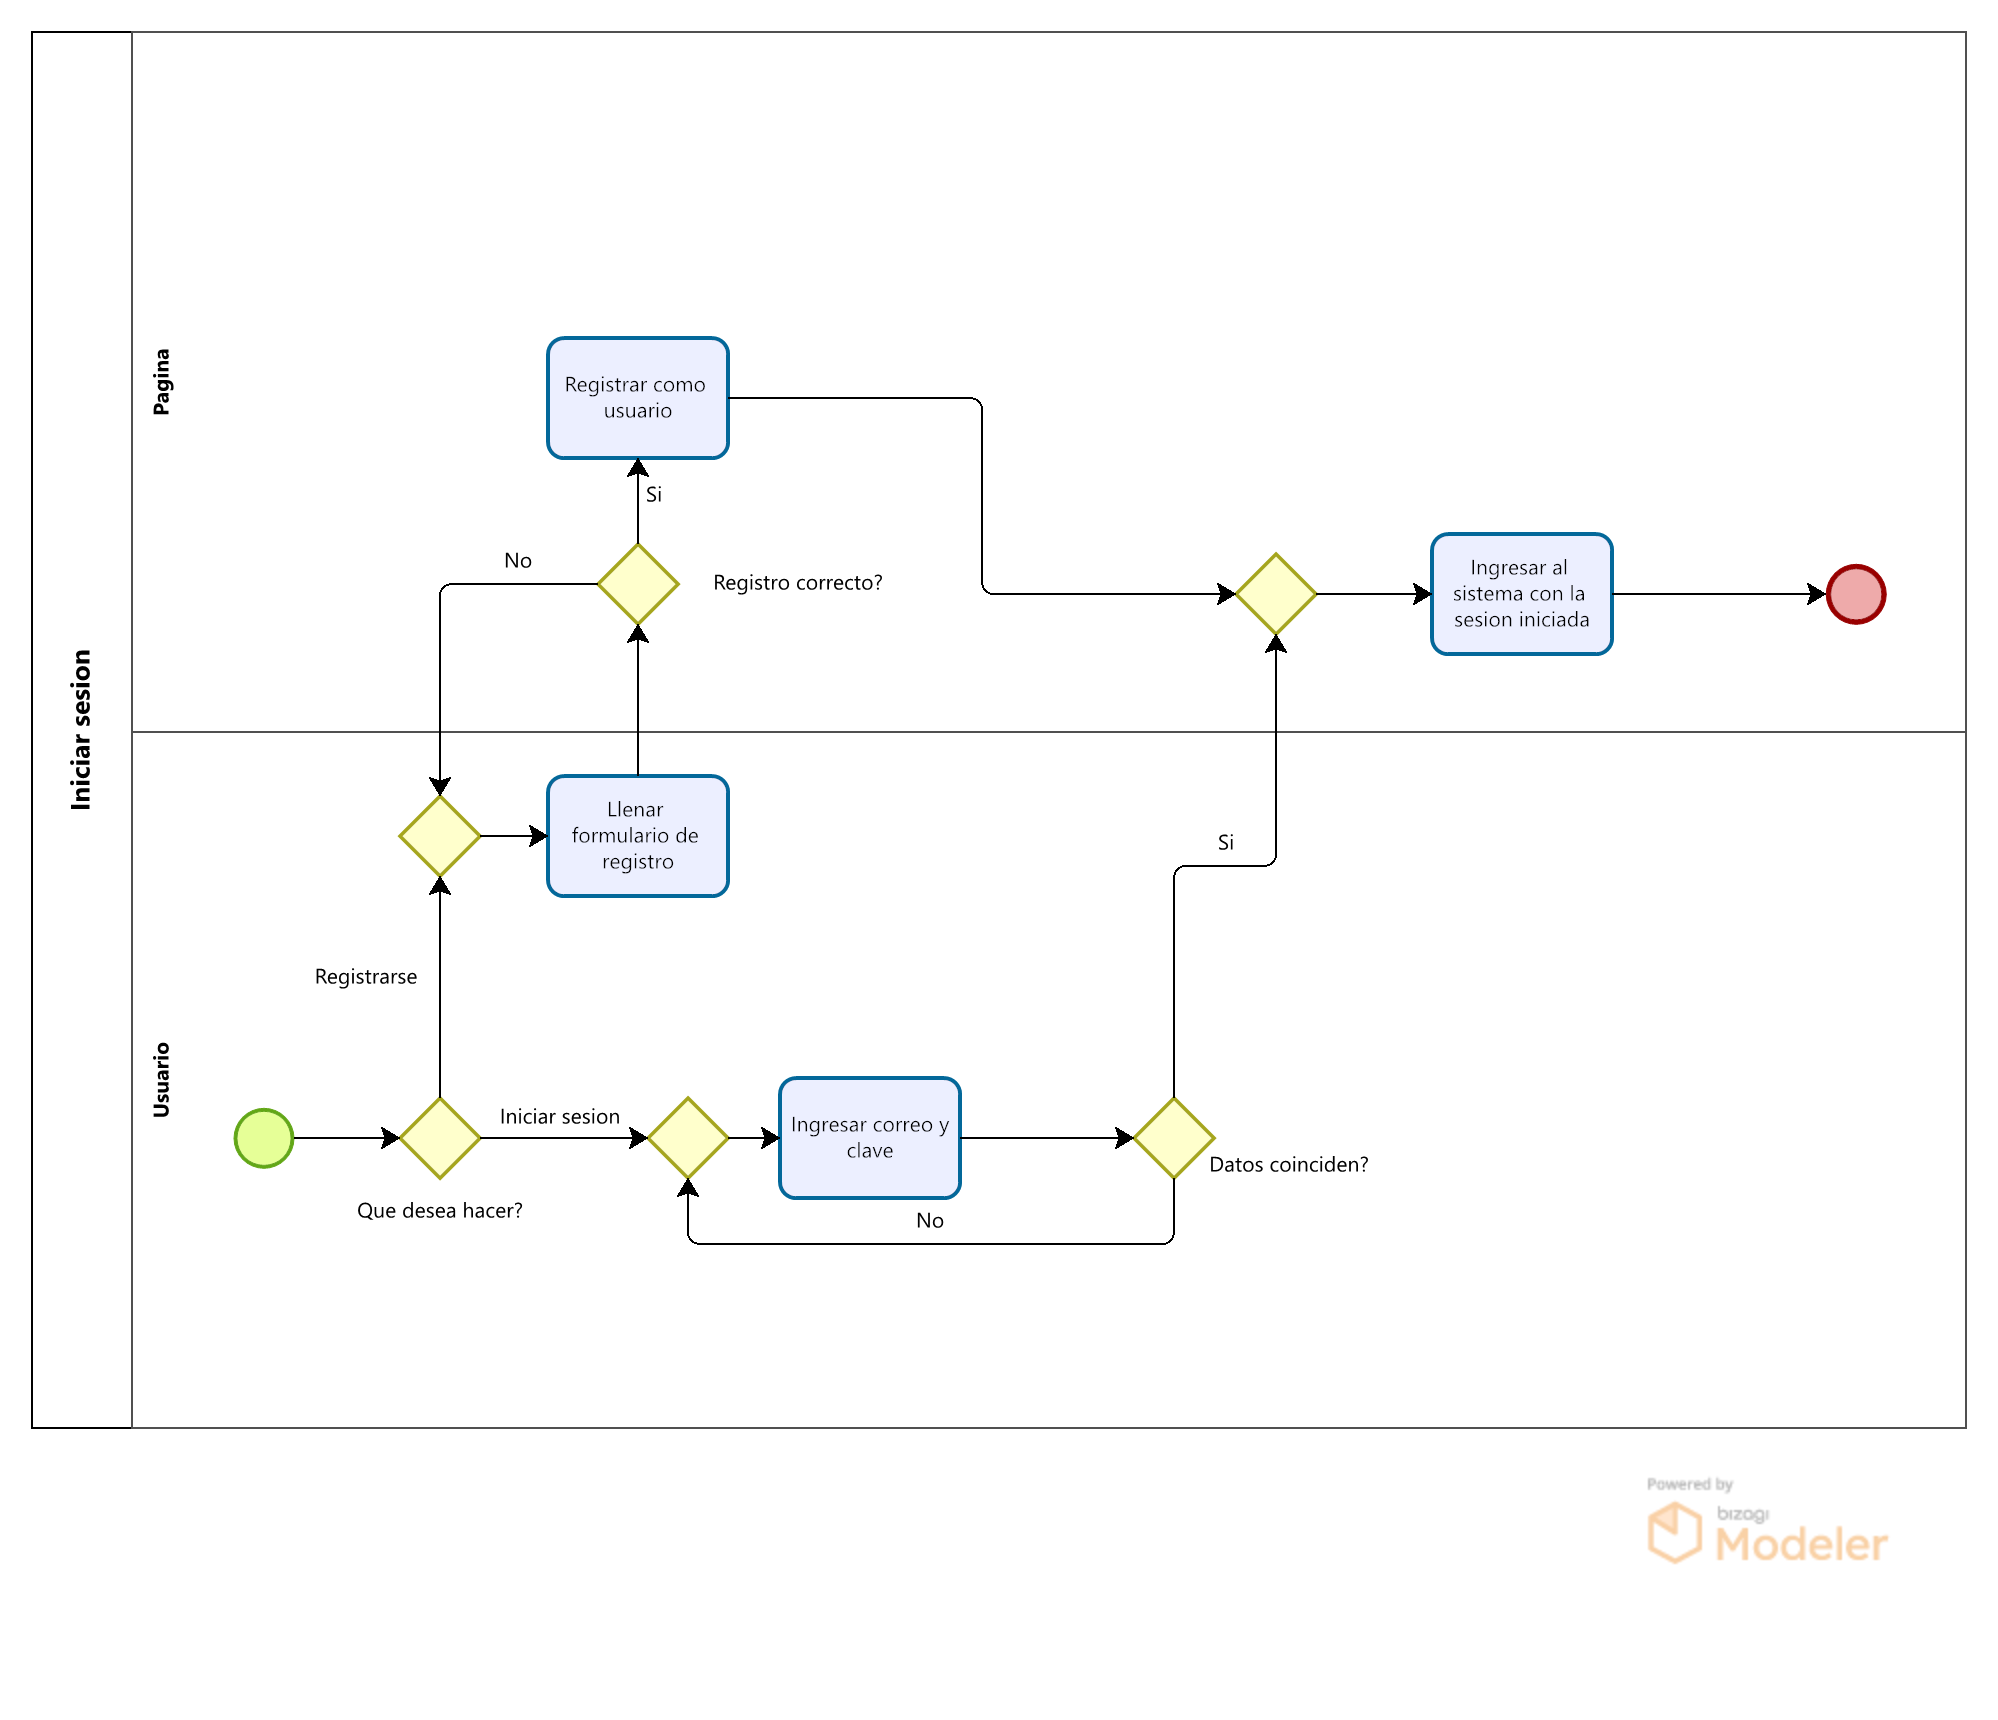 Iniciar sesion
Pagina
Registrar como
usuario
Si
No
Registro correcto?
Ingresar al
sistema con la
sesion iniciada
Usuario
Llenar
formulario de
registro
Si
Registrarse
Iniciar sesion
Ingresar correo y
clave
Datos coinciden?
Que desea hacer?
No
Powered by
bizagi
Modeler